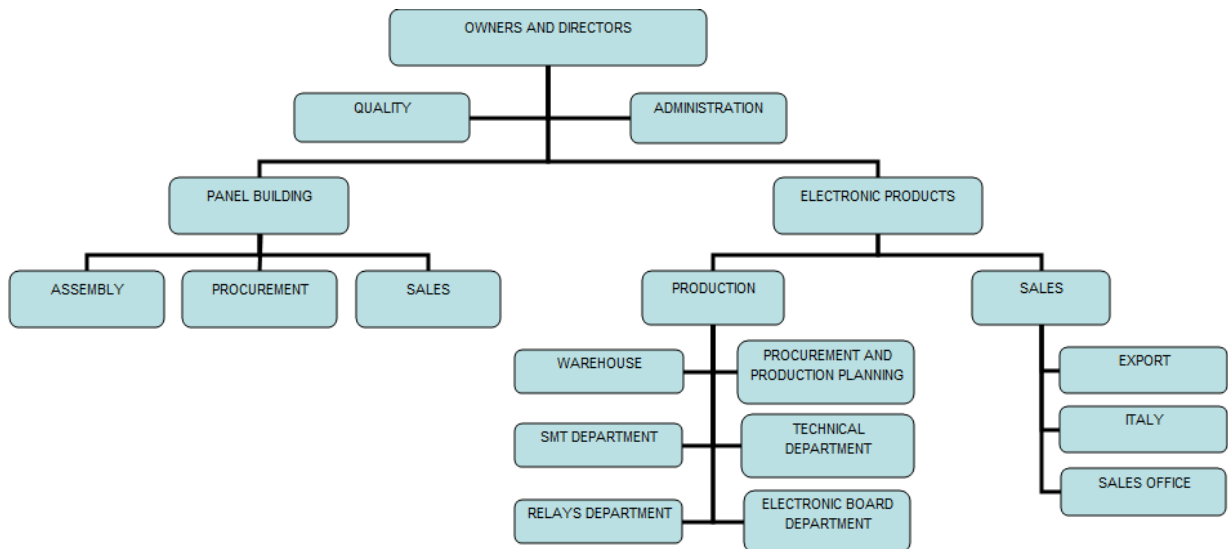 OWNERS AND DIRECTORS
QUALITY
ADMINISTRATION
PANEL BUILDING
ELECTRONIC PRODUCTS
ASSEMBLY
PROCUREMENT
SALES
PRODUCTION
SALES
WAREHOUSE
PROCUREMENT AND
PRODUCTION PLANNING
EXPORT
SMT DEPARTMENT
TECHNICAL
DEPARTMENT
ITALY
RELAYS DEPARTMENT
ELECTRONIC BOARD
DEPARTMENT
SALES OFFICE